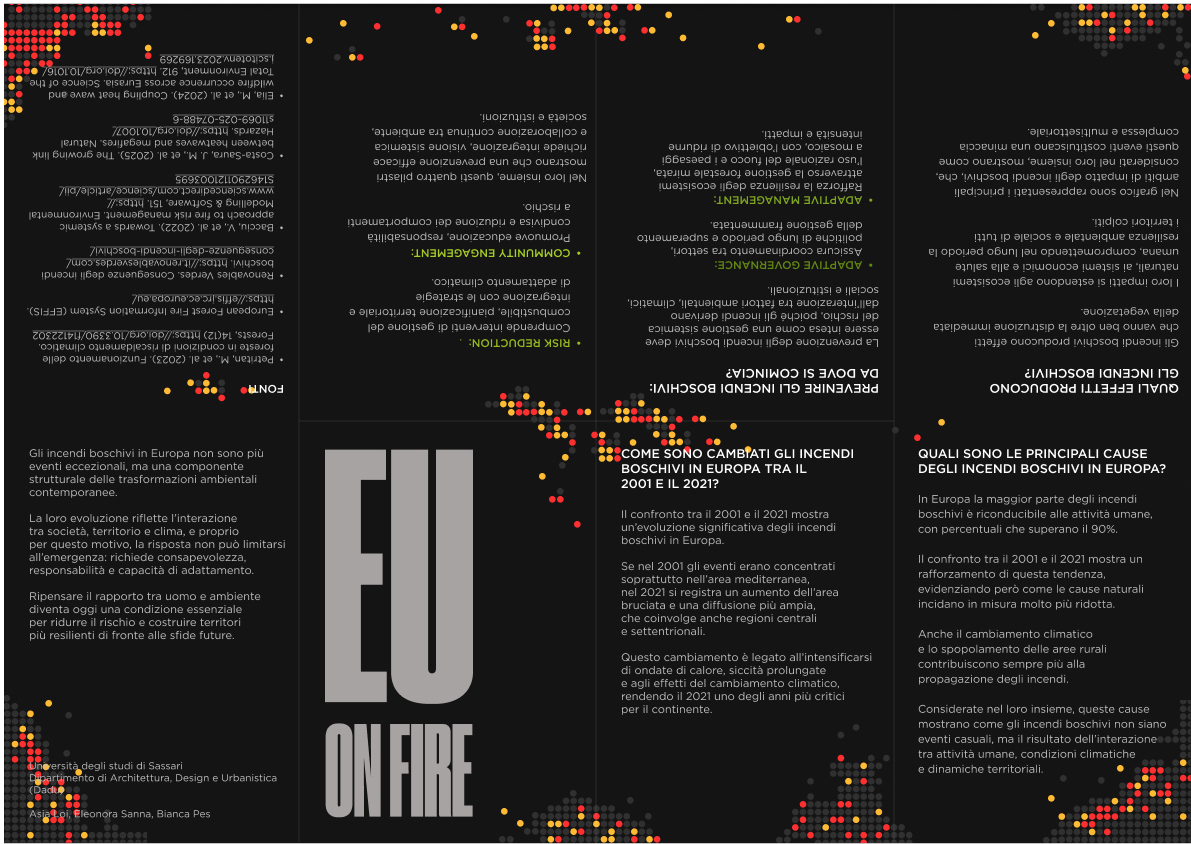 Gli incendi boschivi in Europa non sono più
eventi eccezionali, ma una componente
strutturale delle trasformazioni ambientali
contemporanee.
La loro evoluzione riflette l'interazione
tra società, territorio e clima, e proprio
per questo motivo, la risposta non può limitarsi
all'emergenza: richiede consapevolezza,
responsabilità e capacità di adattamento.
Ripensare il rapporto tra uomo e ambiente
diventa oggi una condizione essenziale
per ridurre il rischio e costruire territori
più resilienti di fronte alle sfide future.
Università degli studi di Sassari
Dipartimento di Architettura, Design e Urbanistica
(Dadu)
Asia Loi, Eleonora Sanna, Bianca Pes
EU
ON FIRE
COME SONO CAMBIATI GLI INCENDI
BOSCHIVI IN EUROPA TRA IL
2001 E IL 2021?
Il confronto tra il 2001 e il 2021 mostra
un'evoluzione significativa degli incendi
boschivi in Europa.
Se nel 2001 gli eventi erano concentrati
soprattutto nell'area mediterranea,
nel 2021 si registra un aumento dell'area
bruciata e una diffusione più ampia,
che coinvolge anche regioni centrali
e settentrionali.
Questo cambiamento è legato all'intensificarsi
di ondate di calore, siccità prolungate
e agli effetti del cambiamento climatico,
rendendo il 2021 uno degli anni più critici
per il continente.
QUALI SONO LE PRINCIPALI CAUSE
DEGLI INCENDI BOSCHIVI IN EUROPA?
In Europa la maggior parte degli incendi
boschivi è riconducibile alle attività umane,
con percentuali che superano il 90%.
Il confronto tra il 2001 e il 2021 mostra un
rafforzamento di questa tendenza,
evidenziando però come le cause naturali
incidano in misura molto più ridotta.
Anche il cambiamento climatico
e lo spopolamento delle aree rurali
contribuiscono sempre più alla
propagazione degli incendi.
Considerate nel loro insieme, queste cause
mostrano come gli incendi boschivi non siano
eventi casuali, ma il risultato dell'interazione
tra attività umane, condizioni climatiche
e dinamiche territoriali.
QUALI EFFETTI PRODUCONO
GLI INCENDI BOSCHIVI?
Gli incendi boschivi producono effetti
che vanno ben oltre la distruzione immediata
della vegetazione.
I loro impatti si estendono agli ecosistemi
naturali, ai sistemi economici e alla salute
umana, compromettendo nel lungo periodo la
resilienza ambientale e sociale di tutti
i territori colpiti.
Nel grafico sono rappresentati i principali
ambiti di impatto degli incendi boschivi, che,
considerati nel loro insieme, mostrano come
questi eventi costituiscano una minaccia
complessa e multisettoriale.
PREVENIRE GLI INCENDI BOSCHIVI:
DA DOVE SI COMINCIA?
La prevenzione degli incendi boschivi deve
essere intesa come una gestione sistemica
del rischio, poiché gli incendi derivano
dall'interazione tra fattori ambientali, climatici,
sociali e istituzionali.
• ADAPTIVE GOVERNANCE:
Assicura coordinamento tra settori,
politiche di lungo periodo e superamento
della gestione frammentata.
• ADAPTIVE MANAGEMENT:
Rafforza la resilienza degli ecosistemi
attraverso la gestione forestale mirata,
l'uso razionale del fuoco e i paesaggi
a mosaico, con l'obiettivo di ridurne
intensità e impatti.
• RISK REDUCTION: .
Comprende interventi di gestione del
combustibile, pianificazione territoriale e
integrazione con le strategie
di adattamento climatico.
• COMMUNITY ENGAGEMENT:
Promuove educazione, responsabilità
condivisa e riduzione dei comportamenti
a rischio.
Nel loro insieme, questi quattro pilastri
mostrano che una prevenzione efficace
richiede integrazione, visione sistemica
e collaborazione continua tra ambiente,
società e istituzioni.
FONTI
• Petritan, M., et al. (2023). Funzionamento delle
foreste in condizioni di riscaldamento climatico.
Forests, 14(12) https://doi.org/10.3390/f14122302
• European Forest Fire Information System (EFFIS).
https://effis.jrc.ec.europa.eu/
• Renovables Verdes. Conseguenze degli incendi
boschivi. https://it.renovablesverdes.com/
conseguenze-degli-incendi-boschivi/
• Bacciu, V., et al. (2022). Towards a systemic
approach to fire risk management. Environmental
Modelling & Software, 151. https://
www.sciencedirect.com/science/article/pii/
S1462901121003695
• Costa-Saura, J. M., et al. (2025). The growing link
between heatwaves and megafires. Natural
Hazards. https://doi.org/10.1007/
s11069-025-07488-6
• Elia, M., et al. (2024). Coupling heat wave and
wildfire occurrence across Eurasia. Science of the
Total Environment, 912. https://doi.org/10.1016/
j.scitotenv.2023.169269